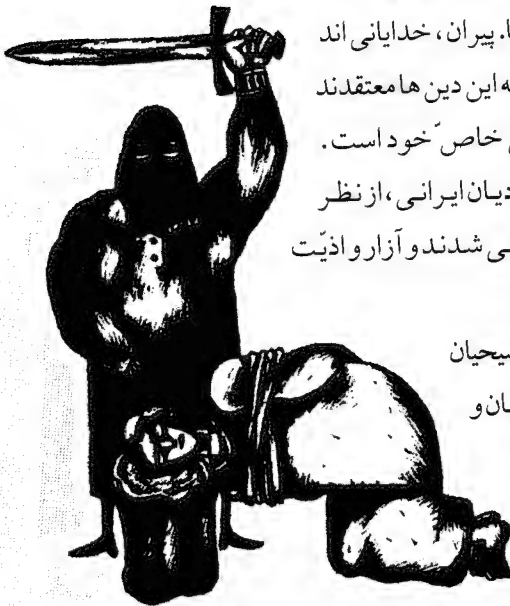 ا. پیران، خدایانی اند
ه این دین ها معتقدند
خاصّ خود است.
دیان ایرانی، از نظر
ی شدند و آزار و اذیّت
سیحیان
ان و